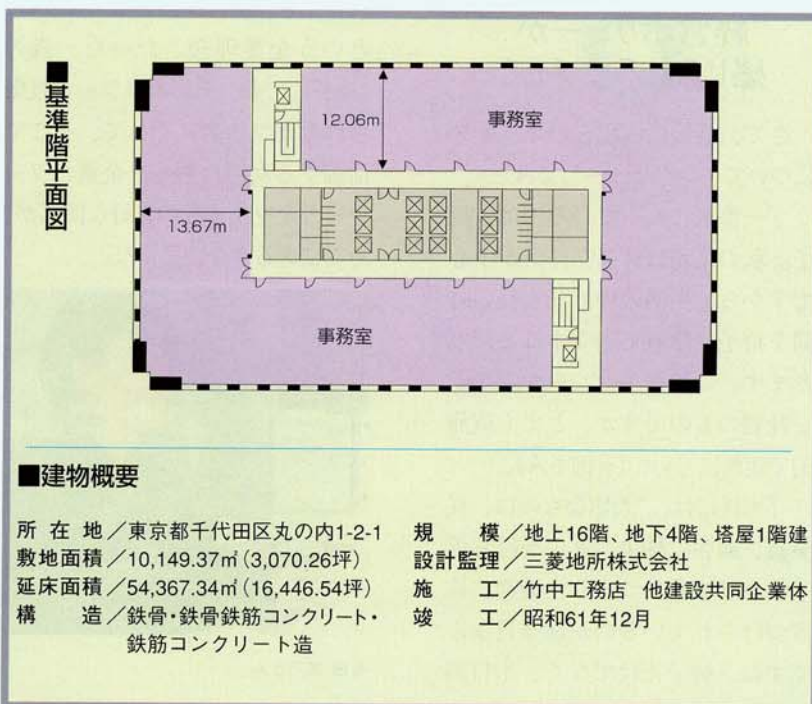 ■基準階平面図
12.06m
事務室
13.67m
事務室
■建物概要
所在地／東京都千代田区丸の内1-2-1
敷地面積／10,149.37㎡(3,070.26坪)
延床面積／54,367.34㎡(16,446.54坪)
構造／鉄骨・鉄骨鉄筋コンクリート・
鉄筋コンクリート造
規模／地上16階、地下4階、塔屋1階建
設計監理／三菱地所株式会社
施工／竹中工務店 他建設共同企業体
竣工／昭和61年12月